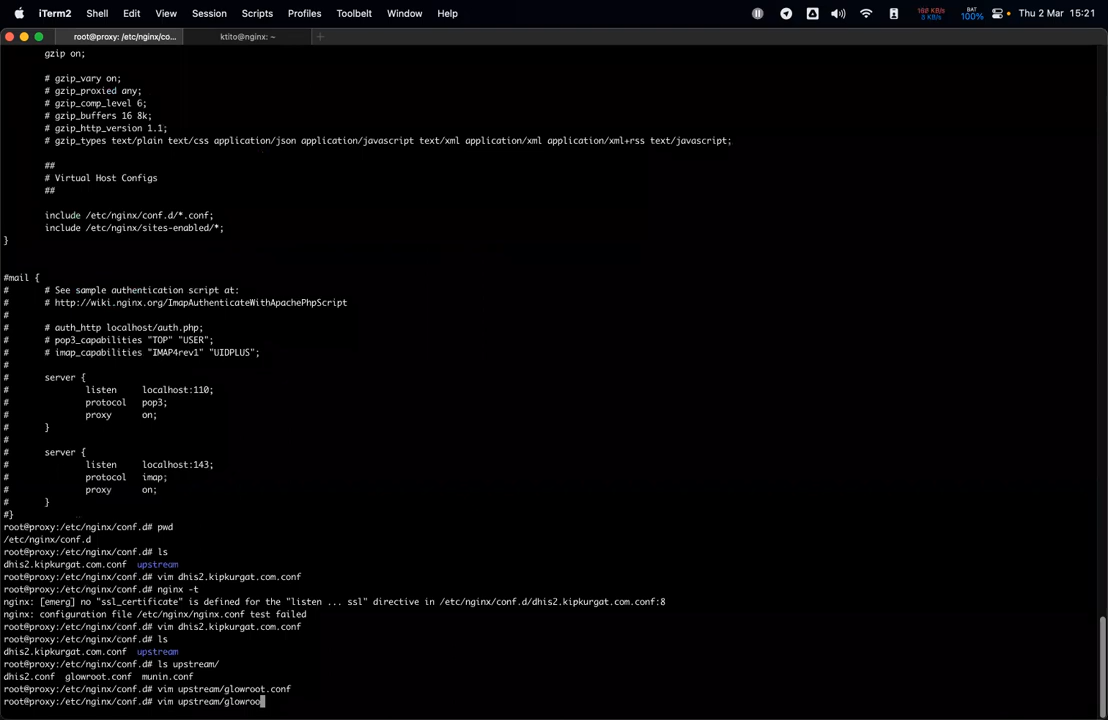 iTerm2 Shell Edit View Session Scripts Profiles Toolbelt Window Help 180 KB/s 3 KB/s BAT 100% Thu 2 Mar 15:21
root@proxy: /etc/nginx/co... ktito@nginx: ~ +
gzip on;
# gzip_vary on;
# gzip_proxied any;
# gzip_comp_level 6;
# gzip_buffers 16 8k;
# gzip_http_version 1.1;
# gzip_types text/plain text/css application/json application/javascript text/xml application/xml application/xml+rss text/javascript;
##
# Virtual Host Configs
##
include /etc/nginx/conf.d/*.conf;
include /etc/nginx/sites-enabled/*;
}
#mail {
# # See sample authentication script at:
# # http://wiki.nginx.org/ImapAuthenticateWithApachePhpScript
#
# # auth_http localhost/auth.php;
# # pop3_capabilities "TOP" "USER";
# # imap_capabilities "IMAP4rev1" "UIDPLUS";
#
# server {
# listen localhost:110;
# protocol pop3;
# proxy on;
# }
#
# server {
# listen localhost:143;
# protocol imap;
# proxy on;
# }
#}
root@proxy:/etc/nginx/conf.d# pwd
/etc/nginx/conf.d
root@proxy:/etc/nginx/conf.d# ls
dhis2.kipkurgat.com.conf upstream
root@proxy:/etc/nginx/conf.d# vim dhis2.kipkurgat.com.conf
root@proxy:/etc/nginx/conf.d# nginx -t
nginx: [emerg] no "ssl_certificate" is defined for the "listen ... ssl" directive in /etc/nginx/conf.d/dhis2.kipkurgat.com.conf:8
nginx: configuration file /etc/nginx/nginx.conf test failed
root@proxy:/etc/nginx/conf.d# vim dhis2.kipkurgat.com.conf
root@proxy:/etc/nginx/conf.d# ls
dhis2.kipkurgat.com.conf upstream
root@proxy:/etc/nginx/conf.d# ls upstream/
dhis2.conf glowroot.conf munin.conf
root@proxy:/etc/nginx/conf.d# vim upstream/glowroot.conf
root@proxy:/etc/nginx/conf.d# vim upstream/glowroo